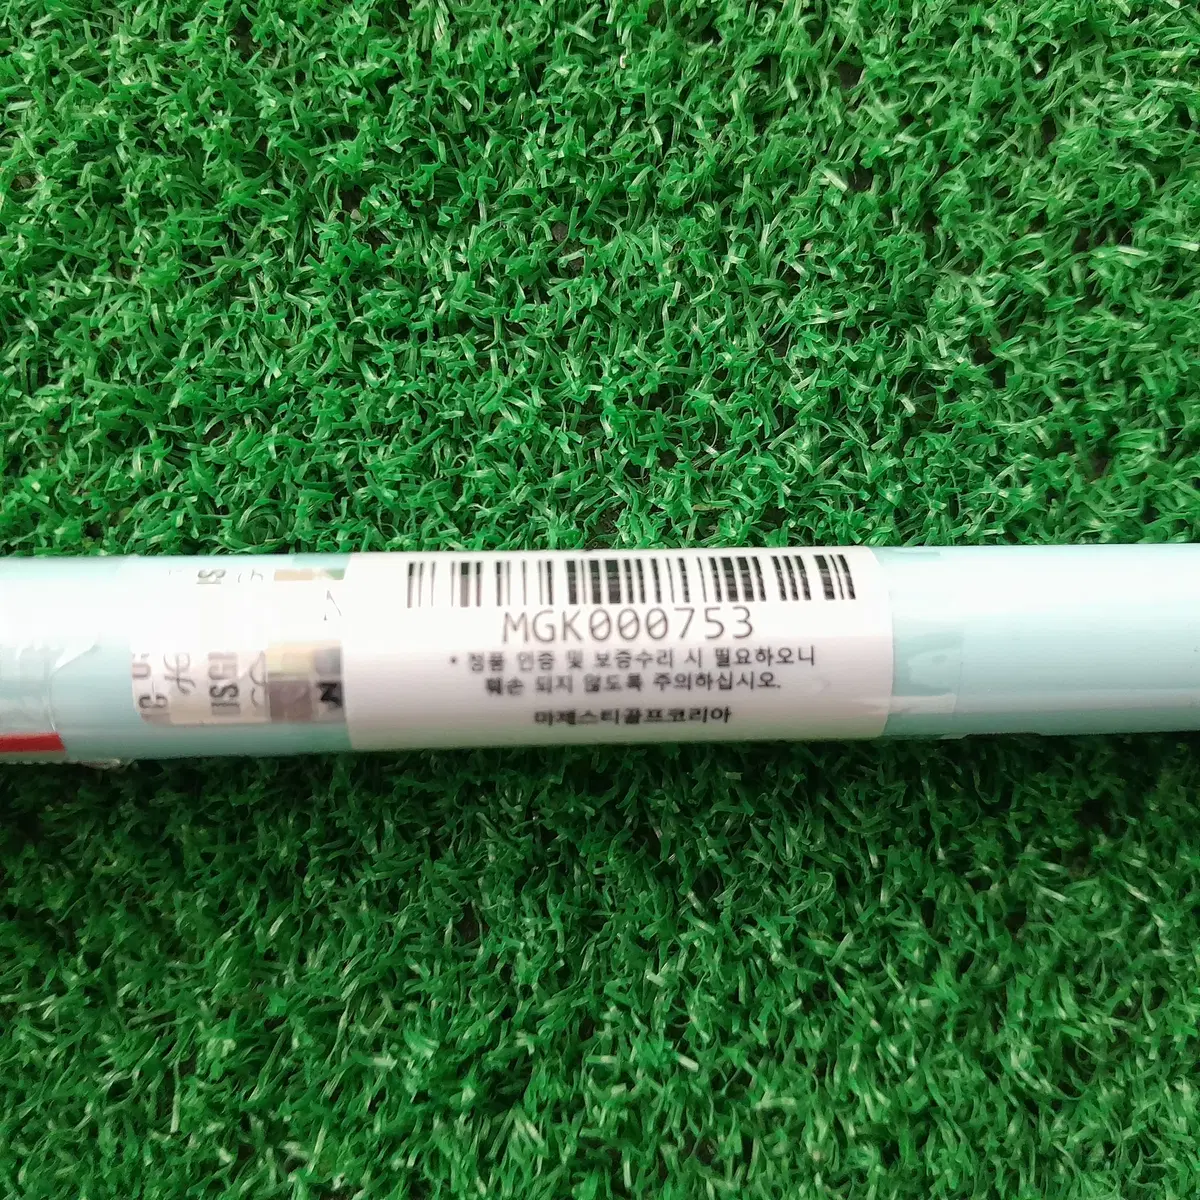 MGK000753
* 정품 인증 및 보증수리 시 필요하오니
훼손 되지 않도록 주의하십시오.
마제스티골프코리아